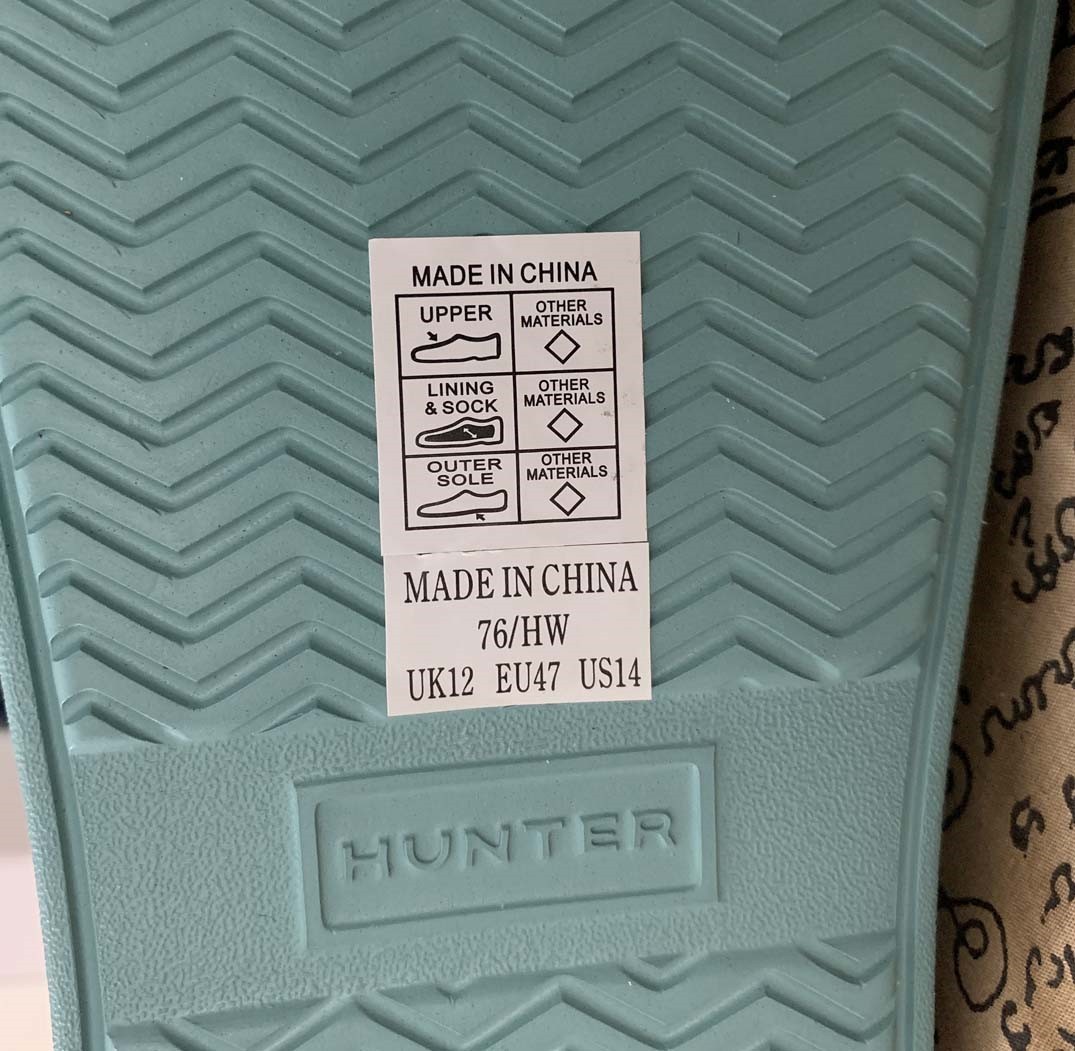 MADE IN CHINA
UPPER
OTHER
MATERIALS
LINING
& SOCK
OTHER
MATERIALS
OUTER
SOLE
OTHER
MATERIALS
MADE IN CHINA
76/HW
UK12 EU47 US14
HUNTER